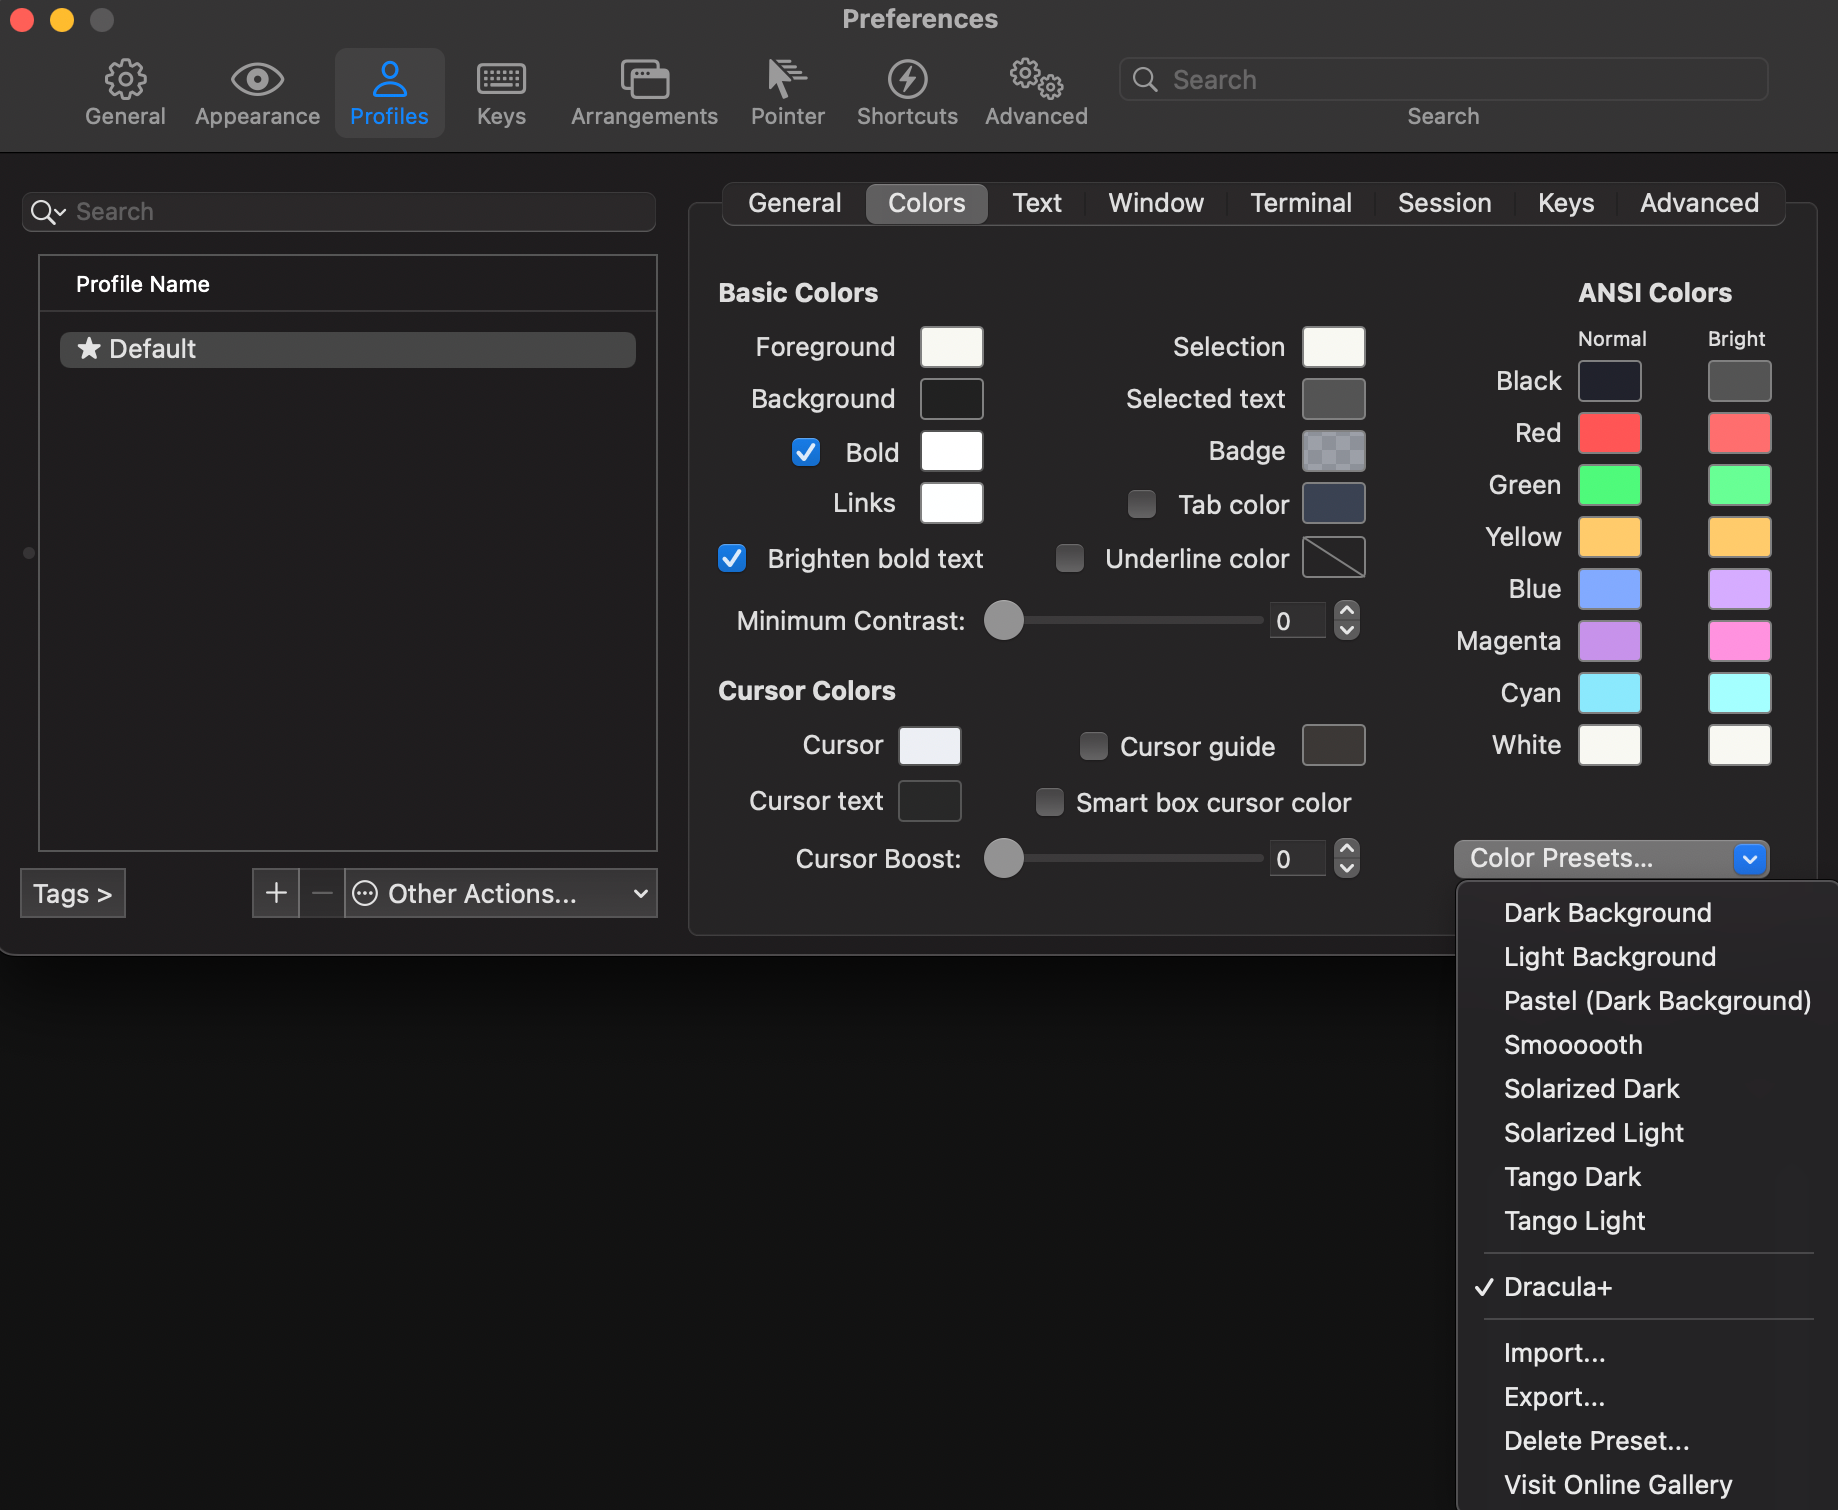 Preferences
General
Appearance
Profiles
Keys
Arrangements
Pointer
Shortcuts
Advanced
Search
Search
Search
Profile Name
Default
Tags >
Other Actions...
General
Colors
Text
Window
Terminal
Session
Keys
Advanced
Basic Colors
Foreground
Background
Bold
Links
Brighten bold text
Selection
Selected text
Badge
Tab color
Underline color
Minimum Contrast:
0
Cursor Colors
Cursor
Cursor text
Cursor guide
Smart box cursor color
Cursor Boost:
0
ANSI Colors
Normal Bright
Black
Red
Green
Yellow
Blue
Magenta
Cyan
White
Color Presets...
Dark Background
Light Background
Pastel (Dark Background)
Smoooooth
Solarized Dark
Solarized Light
Tango Dark
Tango Light
Dracula+
Import...
Export...
Delete Preset...
Visit Online Gallery